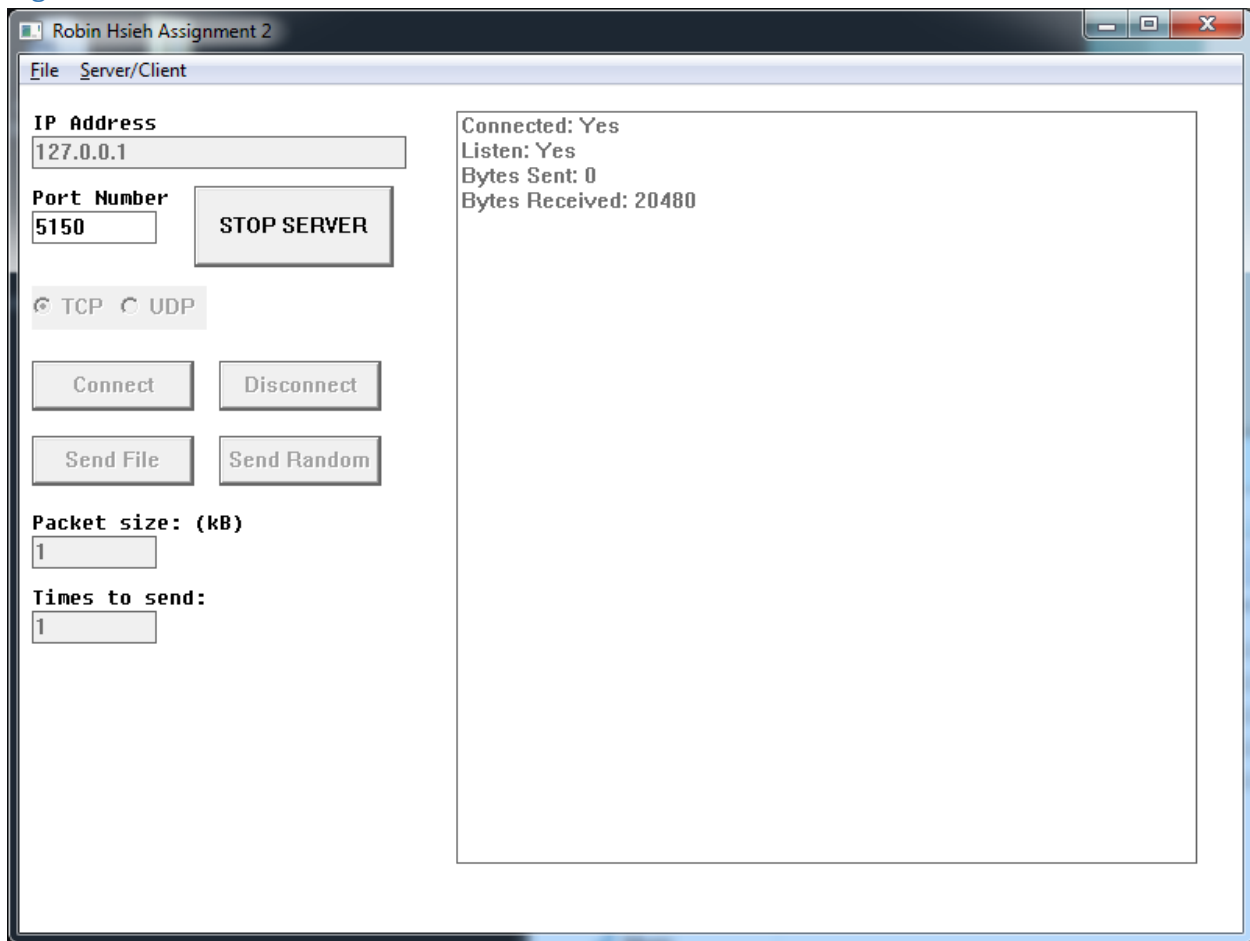 Robin Hsieh Assignment 2
File Server/Client
IP Address
127.0.0.1
Port Number
5150
STOP SERVER
TCP UDP
Connect Disconnect
Send File Send Random
Packet size: (kB)
1
Times to send:
1
Connected: Yes
Listen: Yes
Bytes Sent: 0
Bytes Received: 20480